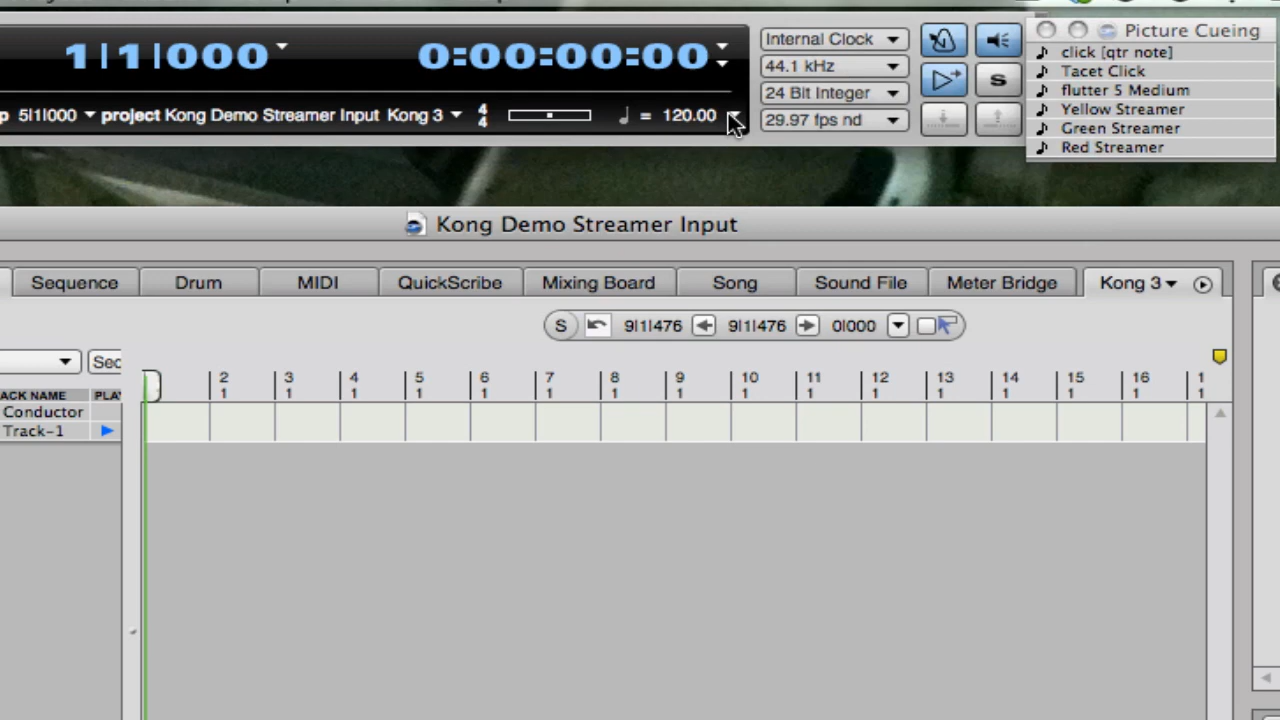 1|1|000
0:00:00:00
p 5|1|000 project Kong Demo Streamer Input Kong 3 4 4 = 120.00
Internal Clock
44.1 kHz
24 Bit Integer
29.97 fps nd
S
Picture Cueing
click [qtr note]
Tacet Click
flutter 5 Medium
Yellow Streamer
Green Streamer
Red Streamer
Kong Demo Streamer Input
Sequence Drum MIDI QuickScribe Mixing Board Song Sound File Meter Bridge Kong 3
S 9|1|476 9|1|476 0|000
Sec
2 3 4 5 6 7 8 9 10 11 12 13 14 15 16 1
1 1 1 1 1 1 1 1 1 1 1 1 1 1 1 1
ACK NAME PLAY
Conductor
Track-1